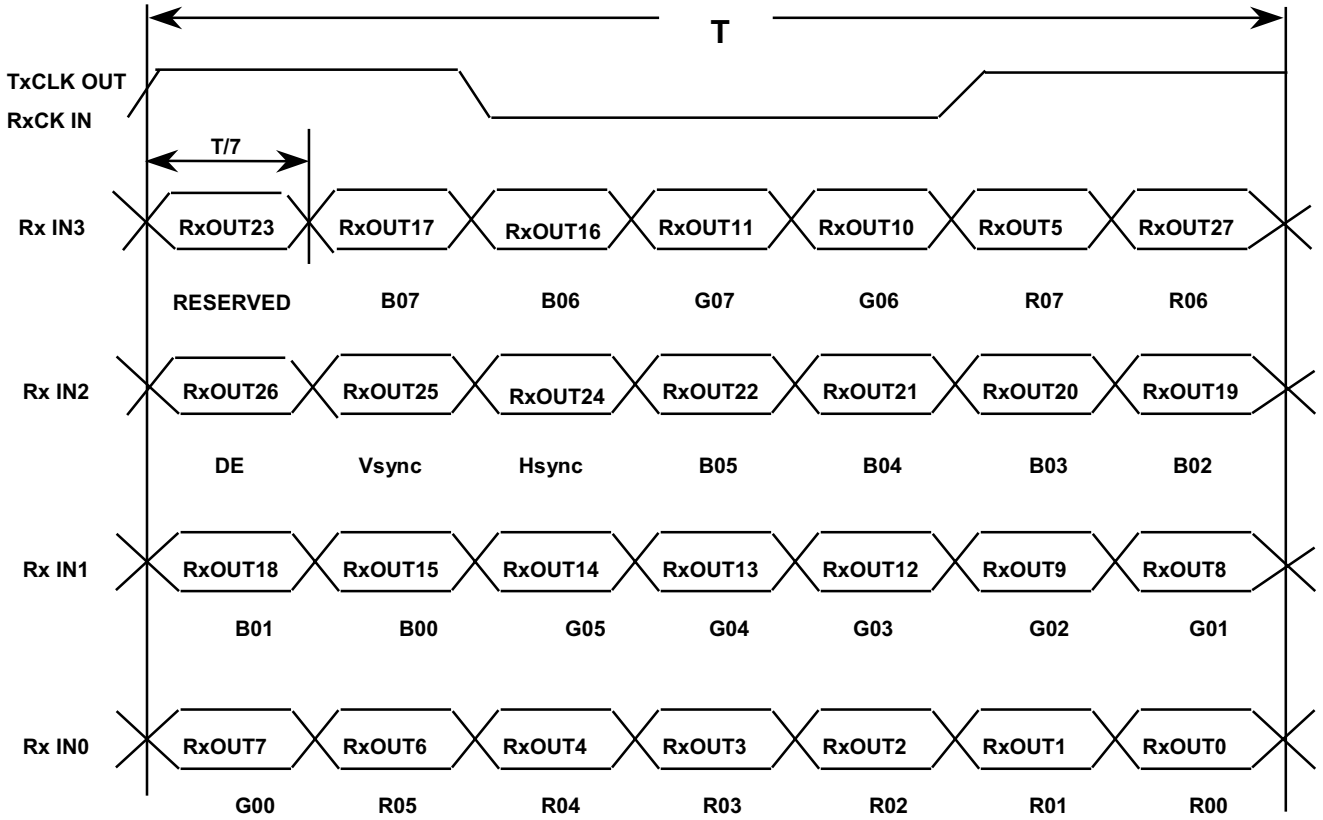 T
TxCLK OUT
RxCK IN
T/7
Rx IN3 RxOUT23 RxOUT17 RxOUT16 RxOUT11 RxOUT10 RxOUT5 RxOUT27
RESERVED B07 B06 G07 G06 R07 R06
Rx IN2 RxOUT26 RxOUT25 RxOUT24 RxOUT22 RxOUT21 RxOUT20 RxOUT19
DE Vsync Hsync B05 B04 B03 B02
Rx IN1 RxOUT18 RxOUT15 RxOUT14 RxOUT13 RxOUT12 RxOUT9 RxOUT8
B01 B00 G05 G04 G03 G02 G01
Rx IN0 RxOUT7 RxOUT6 RxOUT4 RxOUT3 RxOUT2 RxOUT1 RxOUT0
G00 R05 R04 R03 R02 R01 R00